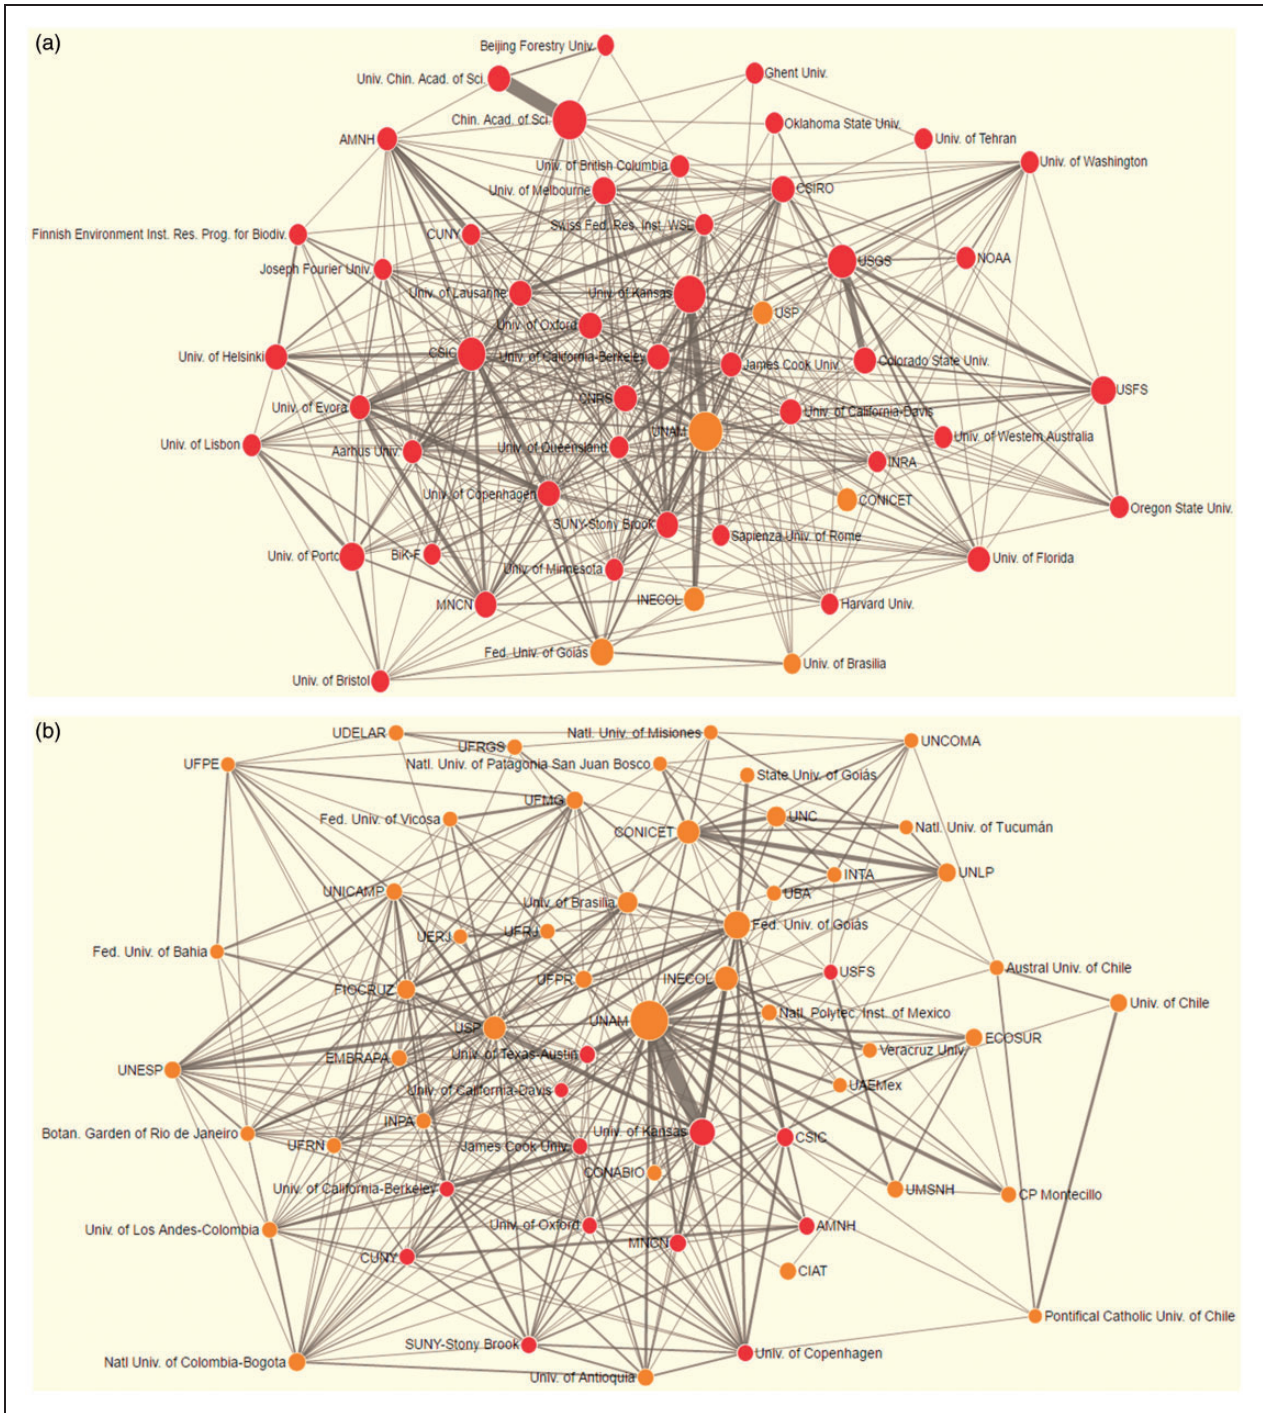 (a)
Beijing Forestry Univ.
Ghent Univ.
Univ. Chin. Acad. of Sci.
Chin. Acad. of Sci.
Oklahoma State Univ.
AMNH
Univ. of Tehran
Univ. of British Columbia
Univ. of Washington
Univ. of Melbourne
CSIRO
Swiss Fed. Res. Inst. WSL
Finnish Environment Inst. Res. Prog. for Biodiv.
CUNY
USGS
NOAA
Joseph Fourier Univ.
Univ. of Lausanne
Univ. of Kansas
USP
Univ. of Oxford
Univ. of Helsinki
CSIC
Univ. of California-Berkeley
James Cook Univ.
Colorado State Univ.
USFS
CNRS
Univ. of Evora
Univ. of California-Davis
UNAM
Univ. of Western Australia
Univ. of Lisbon
Aarhus Univ.
Univ. of Queensland
INRA
Univ. of Copenhagen
CONICET
Oregon State Univ.
SUNY-Stony Brook
Sapienza Univ. of Rome
Univ. of Porto
BiK-F
Univ. of Florida
Univ. of Minnesota
INECOL
MNCN
Harvard Univ.
Fed. Univ. of Goiás
Univ. of Brasilia
Univ. of Bristol
(b)
UDELAR
Natl. Univ. of Misiones
UFRGS
UNCOMA
UFPE
Natl. Univ. of Patagonia San Juan Bosco
State Univ. of Goiás
UFMG
Fed. Univ. of Vicosa
UNC
CONICET
Natl. Univ. of Tucumán
INTA
UNLP
UNICAMP
UBA
Univ. of Brasilia
Fed. Univ. of Goiás
UERJ
UFRJ
Fed. Univ. of Bahia
UFPR
INECOL
USFS
Austral Univ. of Chile
FIOCRUZ
Univ. of Chile
Natl. Polytec. Inst. of Mexico
USP
UNAM
ECOSUR
Veracruz Univ.
EMBRAPA
Univ. of Texas-Austin
UNESP
Univ. of California-Davis
UAEMex
INPA
Botan. Garden of Rio de Janeiro
UFRN
James Cook Univ.
Univ. of Kansas
CSIC
CONABIO
Univ. of California-Berkeley
UMSNH
CP Montecillo
Univ. of Los Andes-Colombia
Univ. of Oxford
AMNH
CUNY
MNCN
CIAT
Pontifical Catholic Univ. of Chile
SUNY-Stony Brook
Univ. of Copenhagen
Natl Univ. of Colombia-Bogota
Univ. of Antioquia